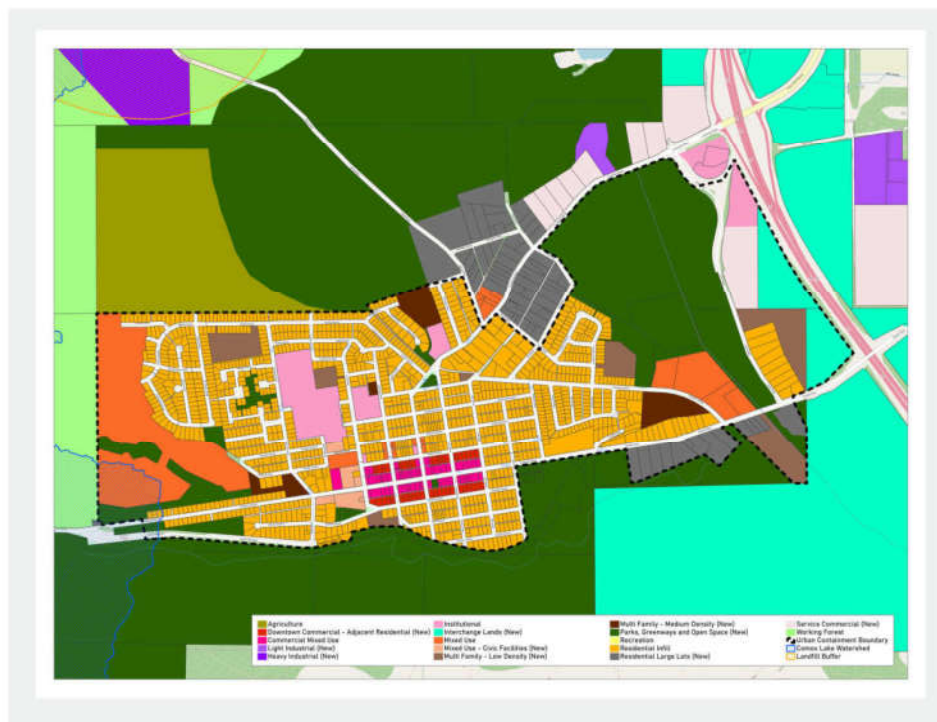 Agriculture
Downtown Commercial - Adjacent Residential (New)
Commercial Mixed Use
Light Industrial (New)
Heavy Industrial (New)
Institutional
Interchange Lands (New)
Mixed Use
Mixed Use - Civic Facilities (New)
Multi Family - Low Density (New)
Multi Family - Medium Density (New)
Parks, Greenways and Open Space (New)
Recreation
Residential Infill
Residential Large Lots (New)
Service Commercial (New)
Working Forest
Urban Containment Boundary
Comox Lake Watershed
Landfill Buffer